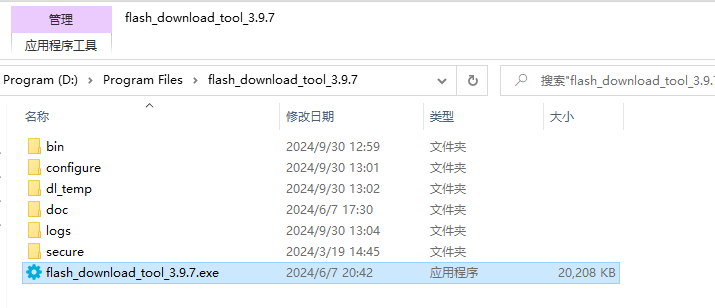 管理 flash_download_tool_3.9.7
应用程序工具
Program (D:) > Program Files > flash_download_tool_3.9.7 搜索"flash_download_tool_3.9.7
名称 修改日期 类型 大小
bin 2024/9/30 12:59 文件夹
configure 2024/9/30 13:01 文件夹
dl_temp 2024/9/30 13:02 文件夹
doc 2024/6/7 17:30 文件夹
logs 2024/9/30 13:04 文件夹
secure 2024/3/19 14:45 文件夹
flash_download_tool_3.9.7.exe 2024/6/7 20:42 应用程序 20,208 KB